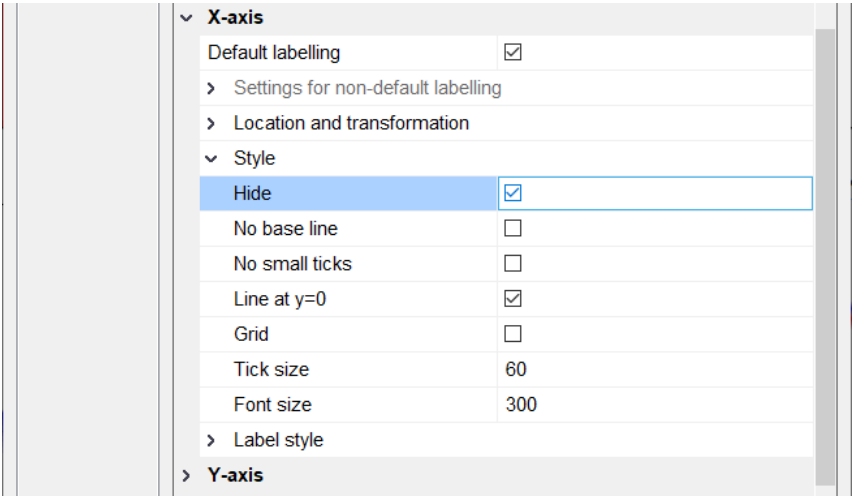 X-axis
Default labelling
Settings for non-default labelling
Location and transformation
Style
Hide
No base line
No small ticks
Line at y=0
Grid
Tick size 60
Font size 300
Label style
Y-axis